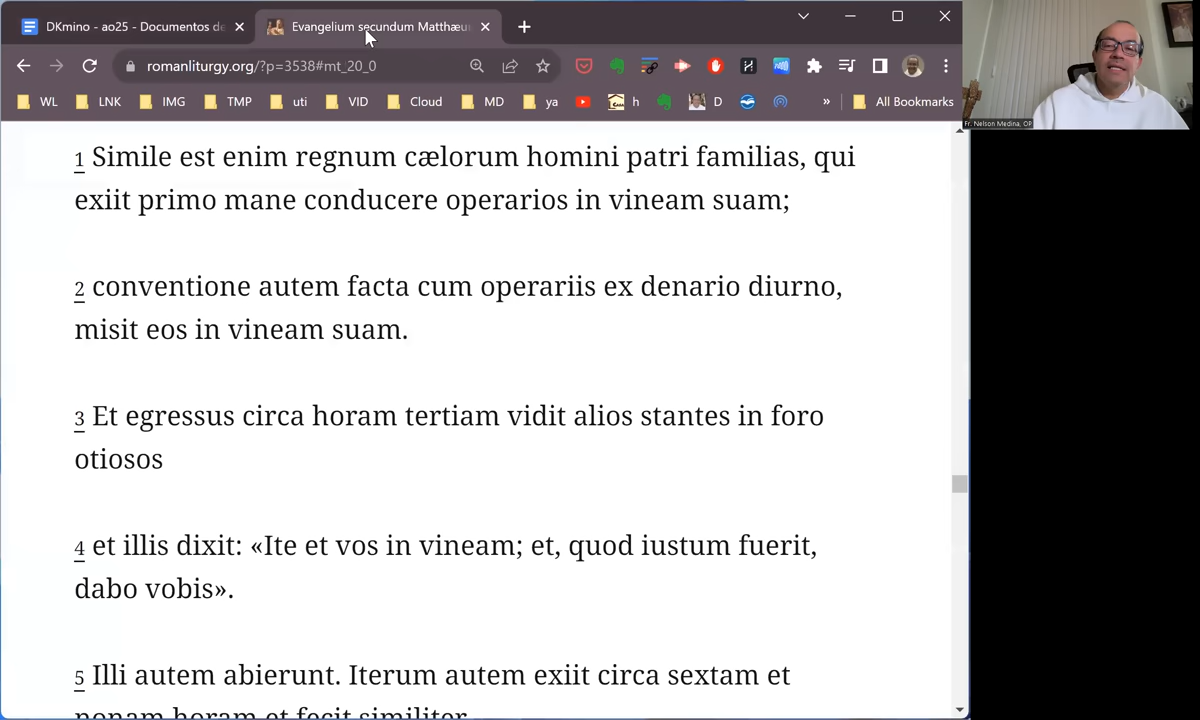 DKmino - ao25 - Documentos de
Evangelium secundum Matthæu
romanliturgy.org/?p=3538#mt_20_0
WL LNK IMG TMP uti VID Cloud MD ya h D » All Bookmarks
Fr. Nelson Medina, OP
1 Simile est enim regnum cælorum homini patri familias, qui
exiit primo mane conducere operarios in vineam suam;
2 conventione autem facta cum operariis ex denario diurno,
misit eos in vineam suam.
3 Et egressus circa horam tertiam vidit alios stantes in foro
otiosos
4 et illis dixit: «Ite et vos in vineam; et, quod iustum fuerit,
dabo vobis».
5 Illi autem abierunt. Iterum autem exiit circa sextam et
nonam horam et fecit similiter